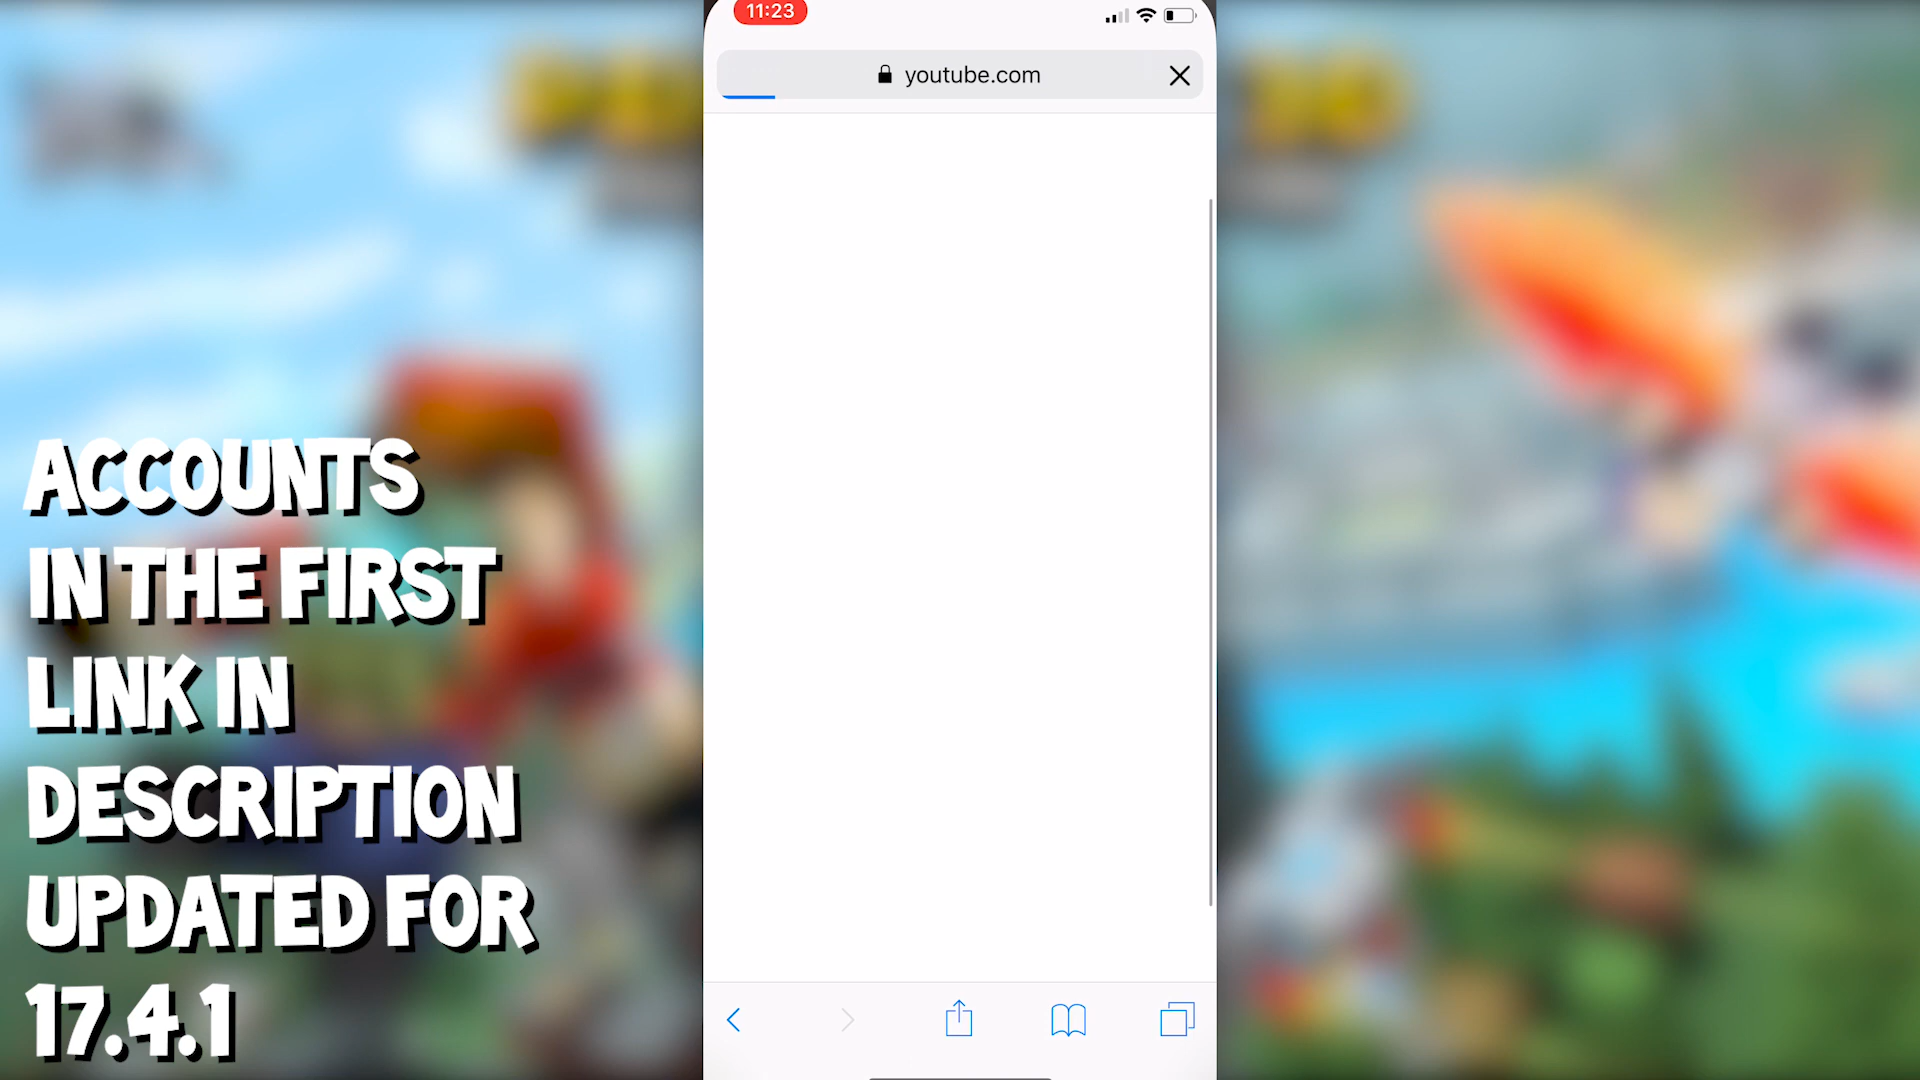 11:23
youtube.com
ACCOUNTS
IN THE FIRST
LINK IN
DESCRIPTION
UPDATED FOR
17.4.1